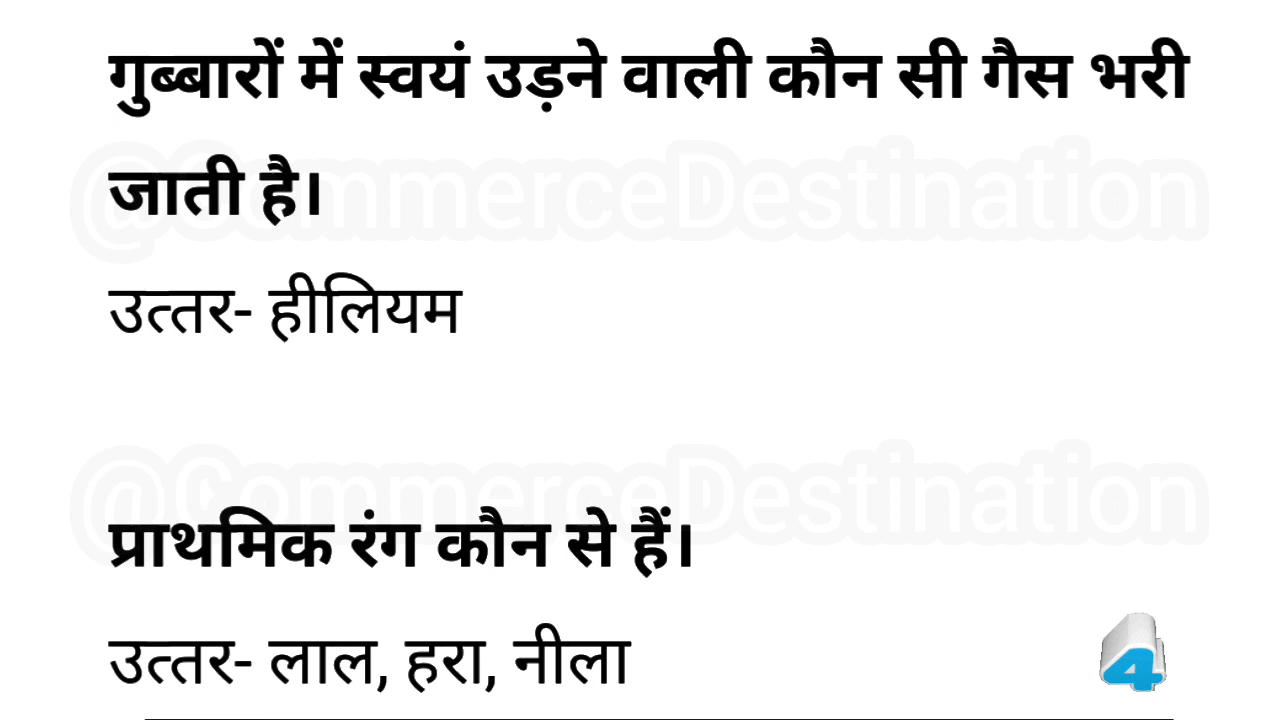 गुब्बारों में स्वयं उड़ने वाली कौन सी गैस भरी
जाती है।
@CommerceDestination
उत्तर- हीलियम
@CommerceDestination
प्राथमिक रंग कौन से हैं।
उत्तर- लाल, हरा, नीला
4